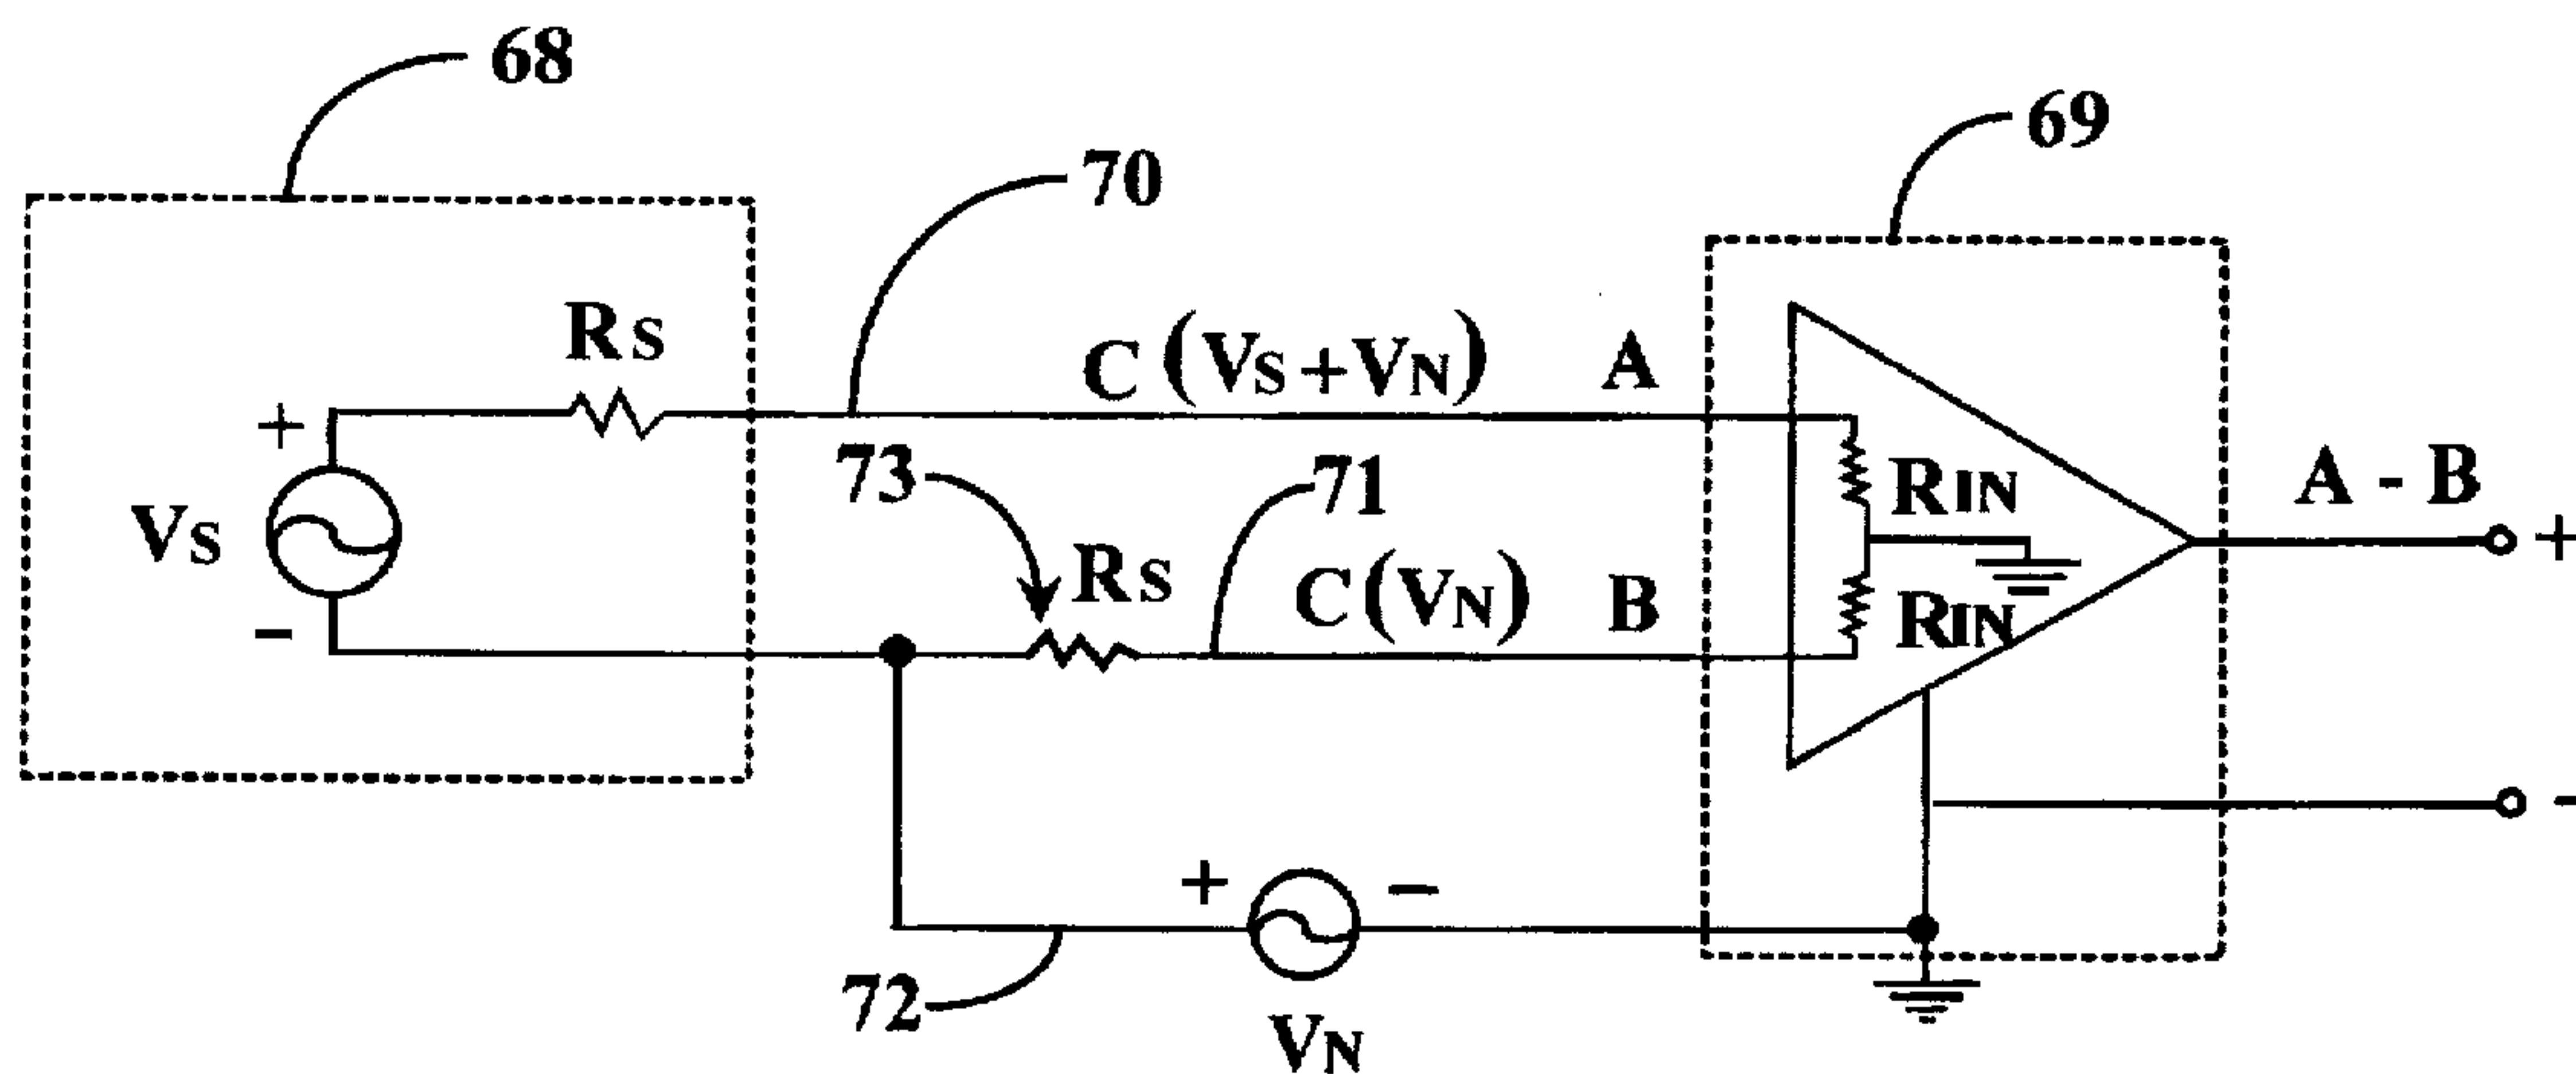 68
69
70
RS
C (VS + VN)
A
+
73
71
RIN
A - B
+
VS
RS
C(VN)
B
RIN
-
-
+
-
72
VN